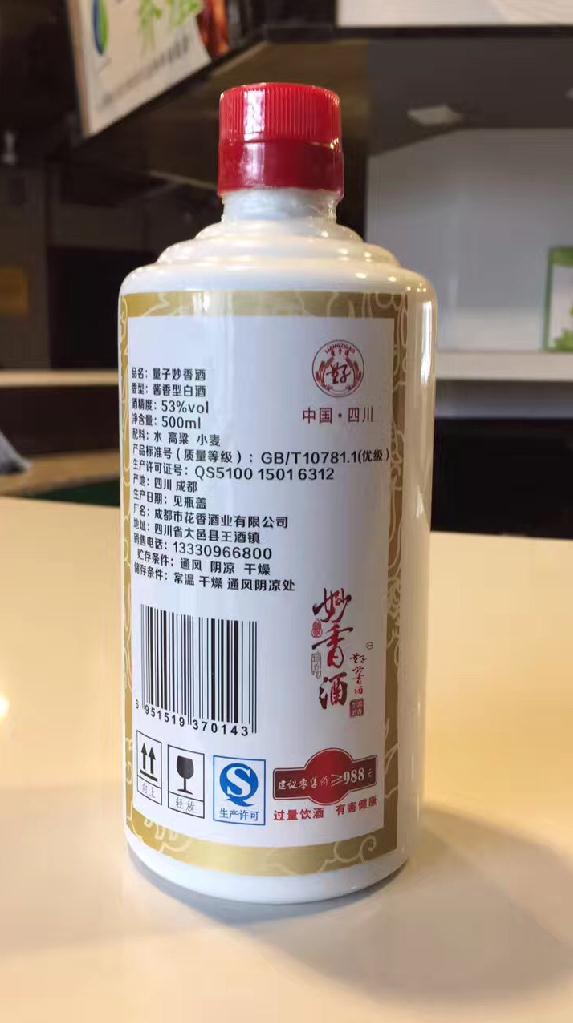 品名：量子妙香酒
香型：酱香型白酒
酒精度：53%vol
净含量：500ml
配料：水 高粱 小麦
产品标准号（质量等级）：GB/T10781.1(优级）
生产许可证号：QS5100 1501 6312
产地：四川 成都
生产日期：见瓶盖
厂名：成都市花香酒业有限公司
地址：四川省大邑县王酒镇
销售电话：13330966800
贮存条件：通风 阴凉 干燥
储存条件：常温 干燥 通风阴凉处
中国·四川
妙香酒
951519 370143
向上
轻放
生产许可
建议零售价≥988元
过量饮酒 有害健康